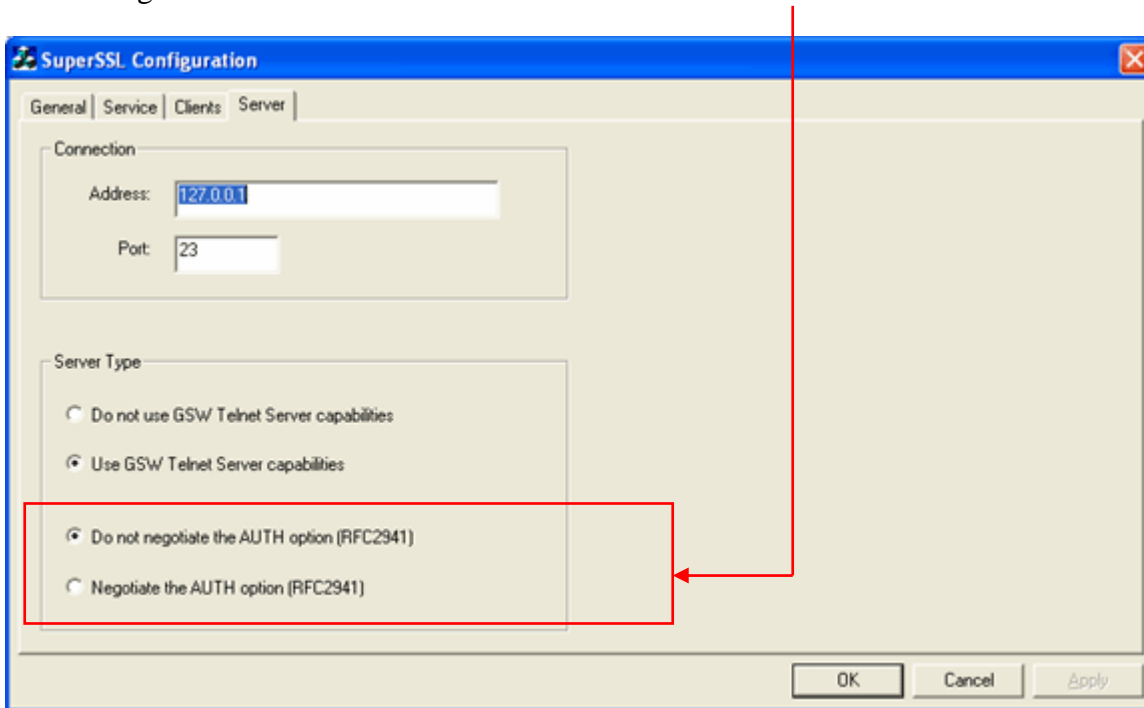 SuperSSL Configuration
General Service Clients Server
Connection
Address: 127.0.0.1
Port: 23
Server Type
Do not use GSW Telnet Server capabilities
Use GSW Telnet Server capabilities
Do not negotiate the AUTH option (RFC2941)
Negotiate the AUTH option (RFC2941)
OK Cancel Apply